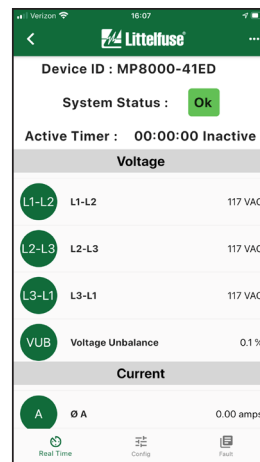 Verizon 16:07
Littelfuse
Device ID : MP8000-41ED
System Status : Ok
Active Timer : 00:00:00 Inactive
Voltage
L1-L2 L1-L2 117 VAC
L2-L3 L2-L3 117 VAC
L3-L1 L3-L1 117 VAC
VUB Voltage Unbalance 0.1 %
Current
A Ø A 0.00 amps
Real Time Config Fault